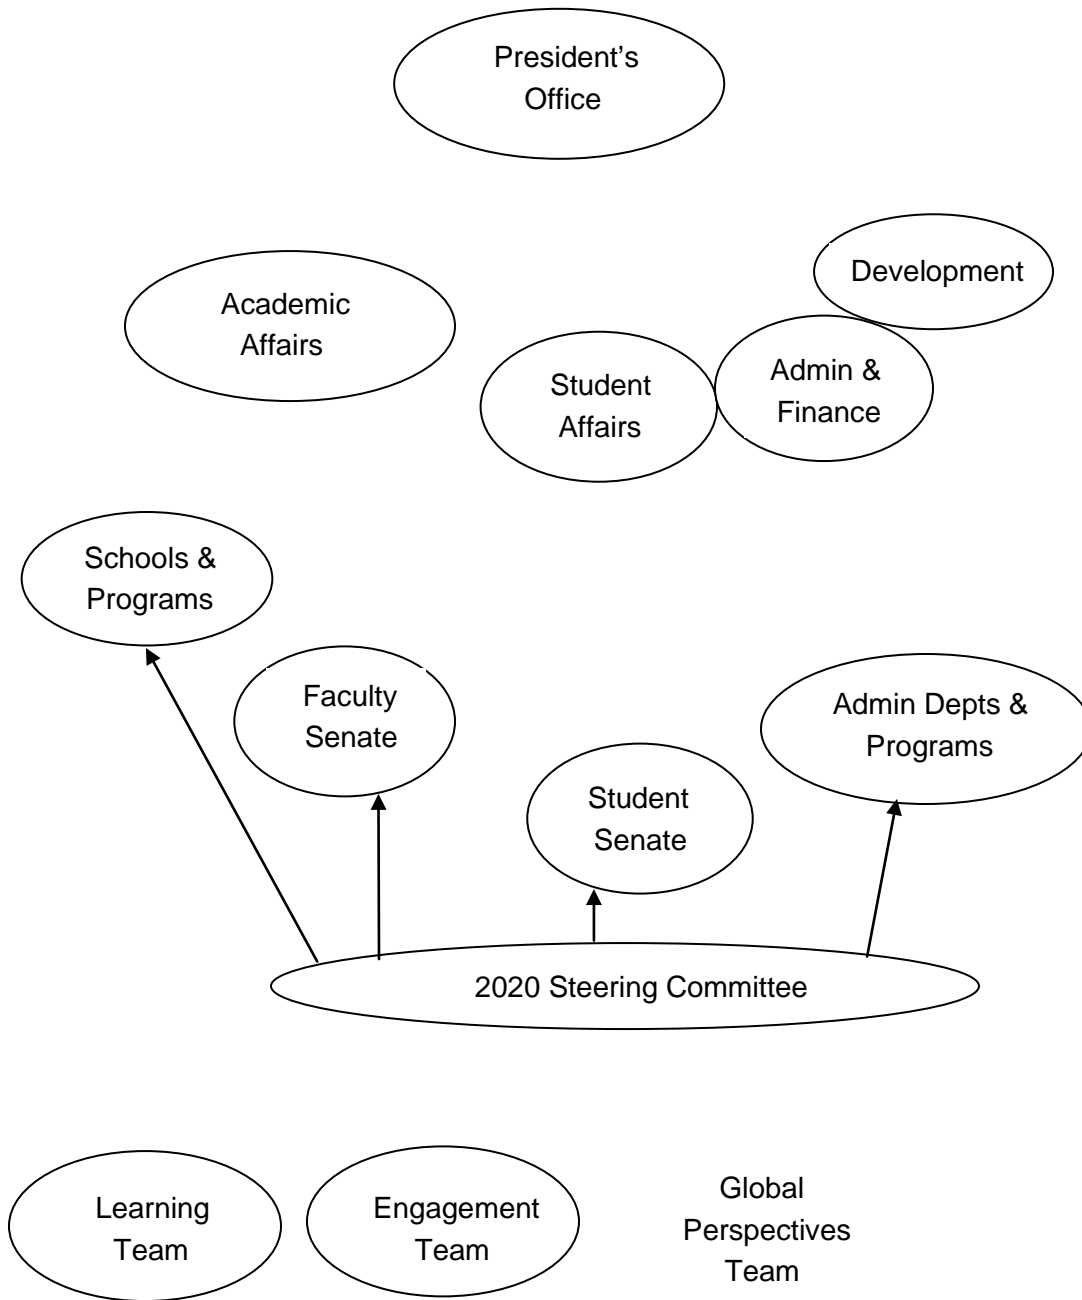 President’s
Office
Development
Academic
Affairs
Student
Affairs
Admin &
Finance
Schools &
Programs
Faculty
Senate
Admin Depts &
Programs
Student
Senate
2020 Steering Committee
Learning
Team
Engagement
Team
Global
Perspectives
Team